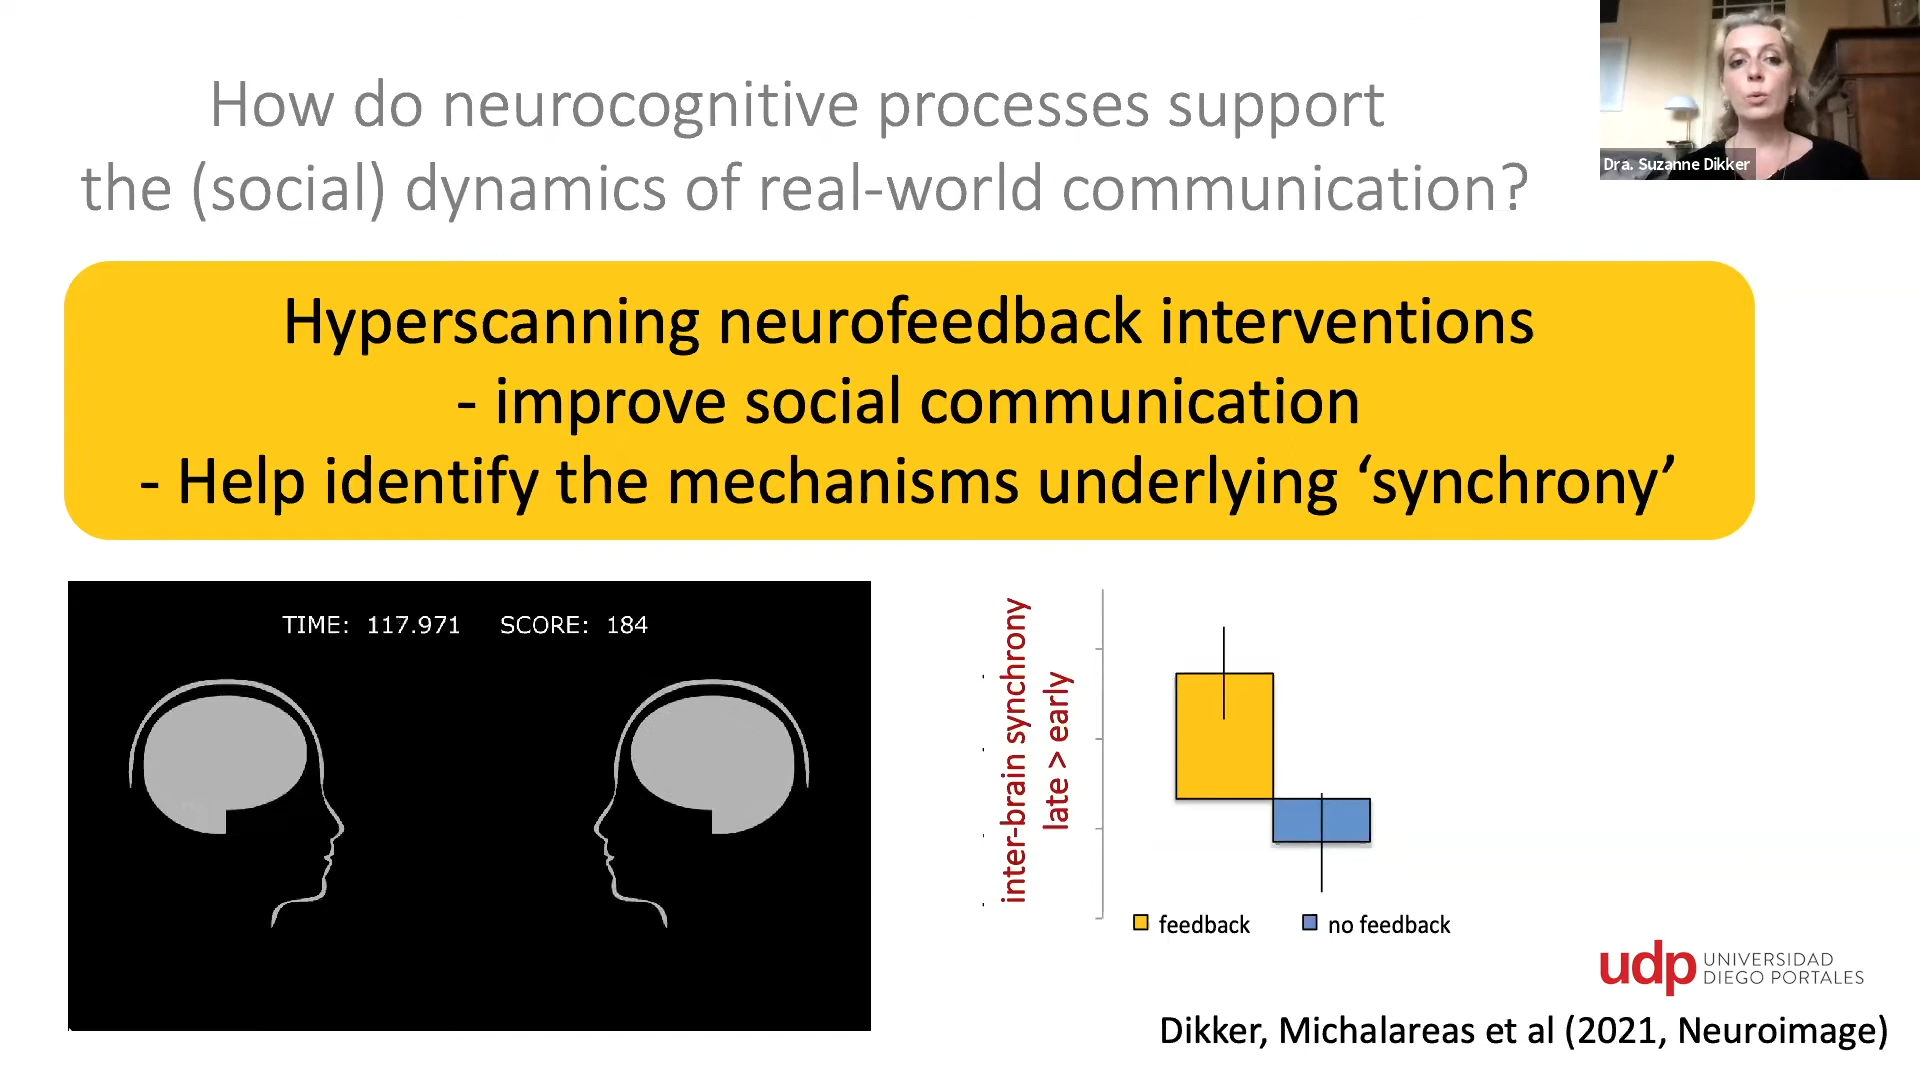 How do neurocognitive processes support
the (social) dynamics of real-world communication?
Dra. Suzanne Dikker
Hyperscanning neurofeedback interventions
- improve social communication
- Help identify the mechanisms underlying ‘synchrony’
TIME: 117.971 SCORE: 184
inter-brain synchrony
late > early
feedback
no feedback
udp UNIVERSIDAD
DIEGO PORTALES
Dikker, Michalareas et al (2021, Neuroimage)